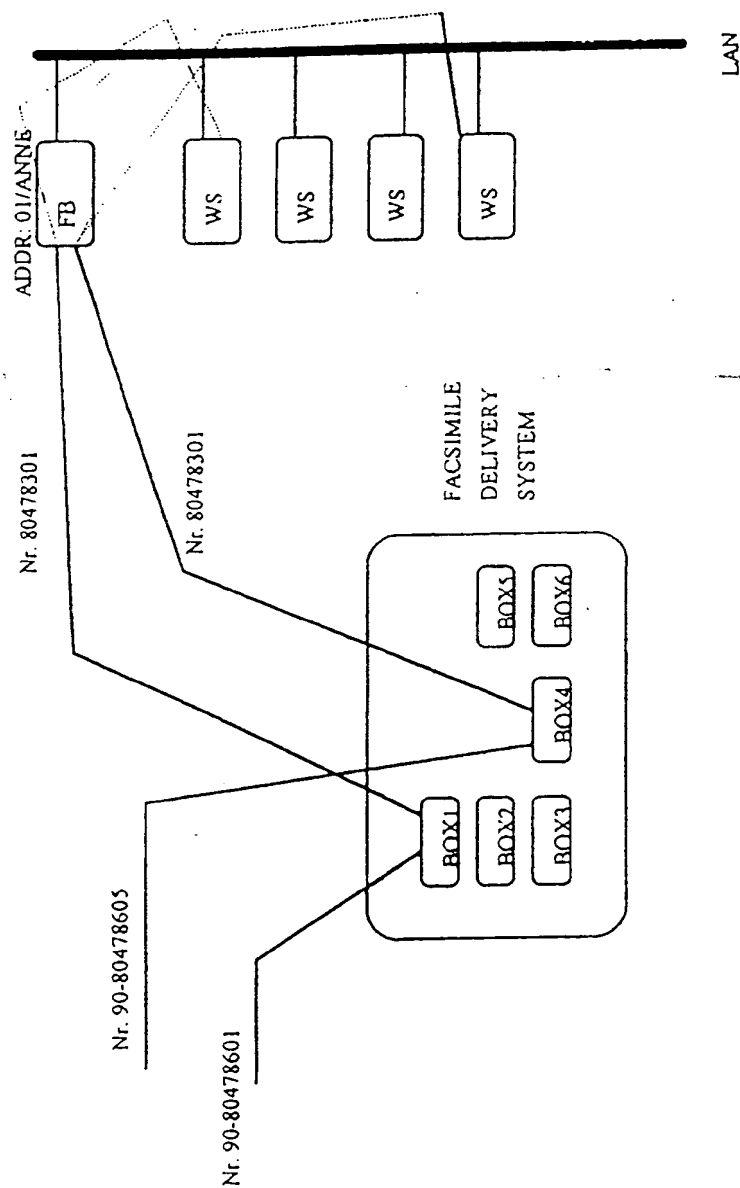 ADDR: 01/ANNE
Nr. 80478301
FB
Nr. 90-80478605
Nr. 80478301
WS
Nr. 90-80478601
WS
WS
WS
FACSIMILE
DELIVERY
SYSTEM
BOX1
BOX2
BOX5
BOX3
BOX4
BOX6
LAN